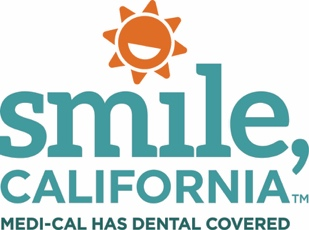 smile,
CALIFORNIA™
MEDI-CAL HAS DENTAL COVERED